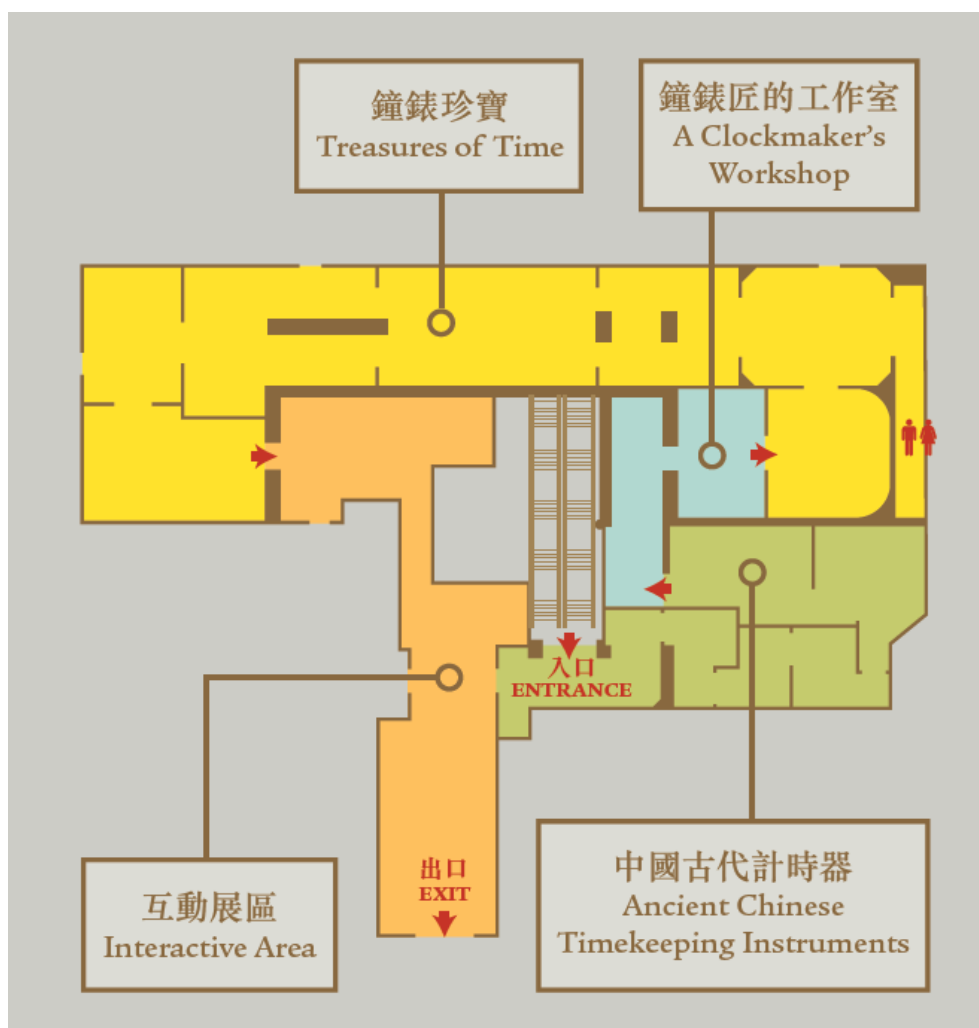 鐘錶珍寶
Treasures of Time
鐘錶匠的工作室
A Clockmaker's
Workshop
入口
ENTRANCE
出口
EXIT
互動展區
Interactive Area
中國古代計時器
Ancient Chinese
Timekeeping Instruments